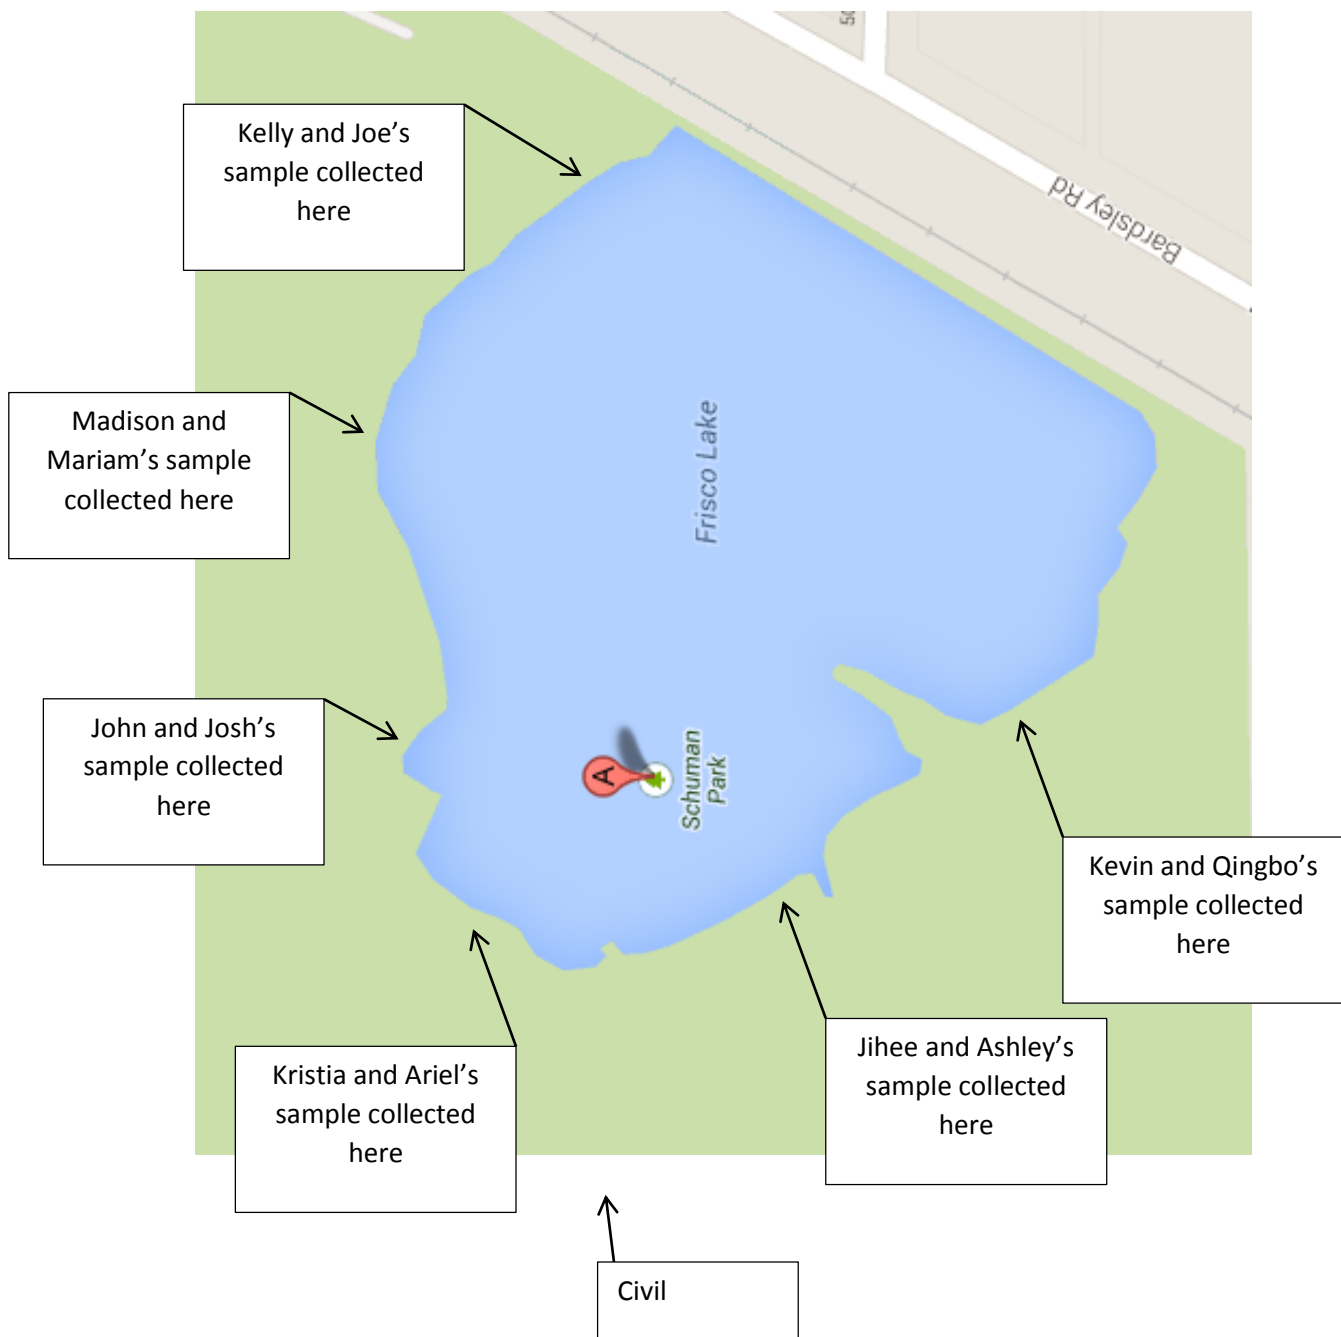 50
Kelly and Joe’s
sample collected
here
Bardsley Rd
Madison and
Mariam’s sample
collected here
Frisco Lake
John and Josh’s
sample collected
here
A
Schuman
Park
Kevin and Qingbo’s
sample collected
here
Jihee and Ashley’s
sample collected
here
Kristia and Ariel’s
sample collected
here
Civil